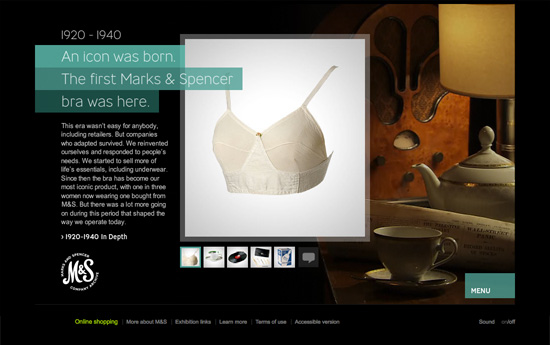 1920 - 1940
An icon was born.
The first Marks & Spencer
bra was here.
This era wasn't easy for anybody,
including retailers. But companies
who adapted survived. We reinvented
ourselves and responded to people's
needs. We started to sell more of
life's essentials, including underwear.
Since then the bra has become our
most iconic product, with one in three
women now wearing one bought from
M&S. But there was a lot more going
on during this period that shaped the
way we operate today.
› 1920-1940 In Depth
MARKS AND SPENCER
M&S
COMPANY ARCHIVE
MENU
Online shopping | More about M&S | Exhibition links | Learn more | Terms of use | Accessible version
Sound on/off